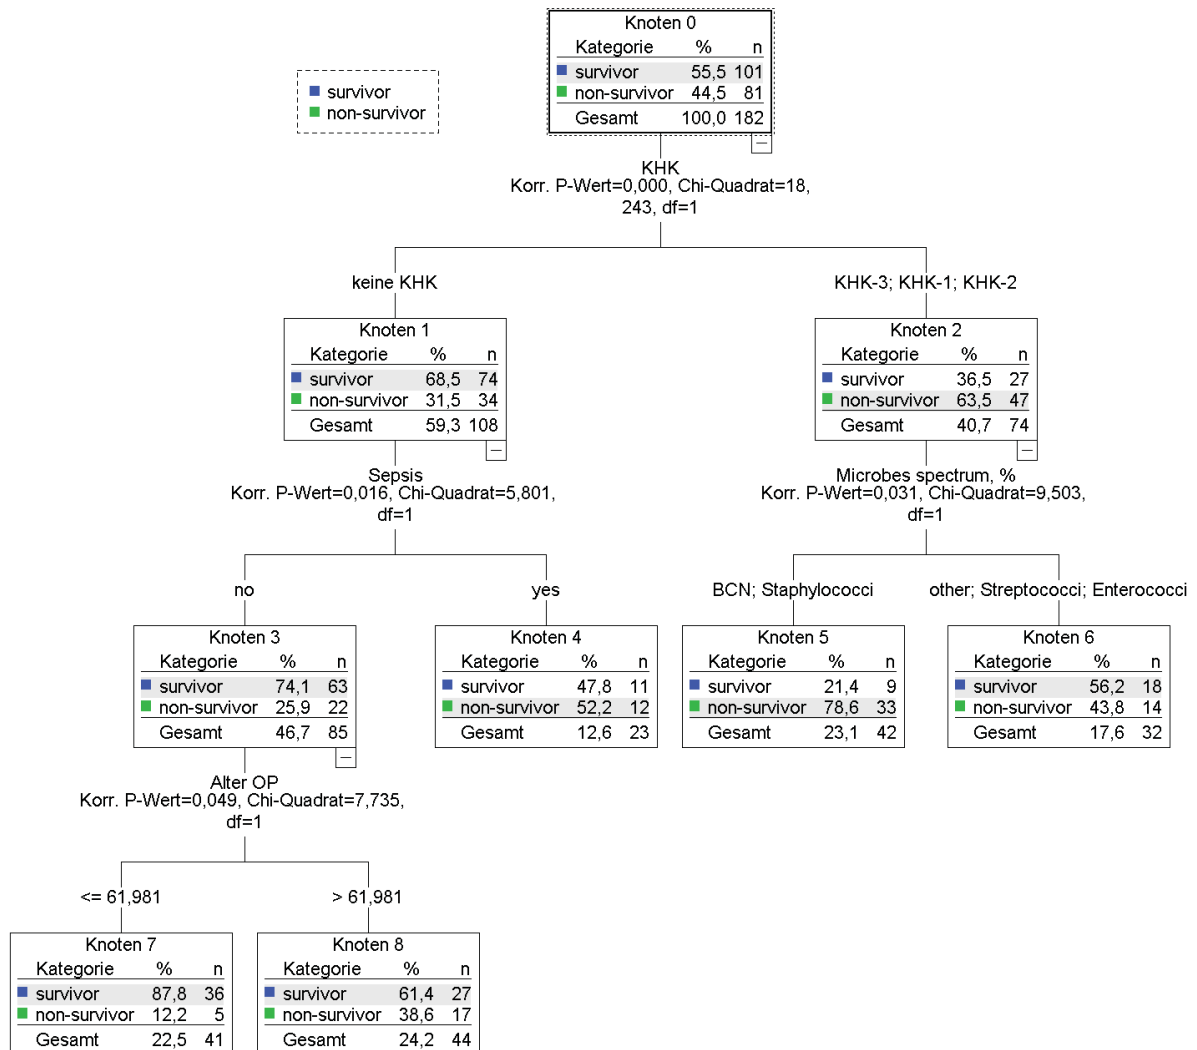 Knoten 0
Kategorie % n
survivor 55,5 101
non-survivor 44,5 81
Gesamt 100,0 182
survivor
non-survivor
KHK
Korr. P-Wert=0,000, Chi-Quadrat=18,
243, df=1
keine KHK
KHK-3; KHK-1; KHK-2
Knoten 1
Kategorie % n
survivor 68,5 74
non-survivor 31,5 34
Gesamt 59,3 108
Knoten 2
Kategorie % n
survivor 36,5 27
non-survivor 63,5 47
Gesamt 40,7 74
Sepsis
Korr. P-Wert=0,016, Chi-Quadrat=5,801,
df=1
Microbes spectrum, %
Korr. P-Wert=0,031, Chi-Quadrat=9,503,
df=1
no
yes
BCN; Staphylococci
other; Streptococci; Enterococci
Knoten 3
Kategorie % n
survivor 74,1 63
non-survivor 25,9 22
Gesamt 46,7 85
Knoten 4
Kategorie % n
survivor 47,8 11
non-survivor 52,2 12
Gesamt 12,6 23
Knoten 5
Kategorie % n
survivor 21,4 9
non-survivor 78,6 33
Gesamt 23,1 42
Knoten 6
Kategorie % n
survivor 56,2 18
non-survivor 43,8 14
Gesamt 17,6 32
Alter OP
Korr. P-Wert=0,049, Chi-Quadrat=7,735,
df=1
<= 61,981
> 61,981
Knoten 7
Kategorie % n
survivor 87,8 36
non-survivor 12,2 5
Gesamt 22,5 41
Knoten 8
Kategorie % n
survivor 61,4 27
non-survivor 38,6 17
Gesamt 24,2 44